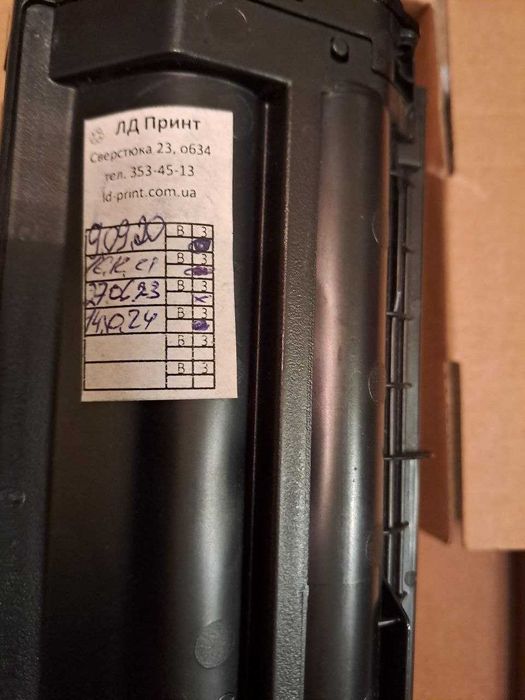 ЛД Принт
Сверстюка 23, о634
тел. 353-45-13
ld-print.com.ua
9.09.20 В З
В З
27.06.23 В З
14.10.24 В З
В З
В З